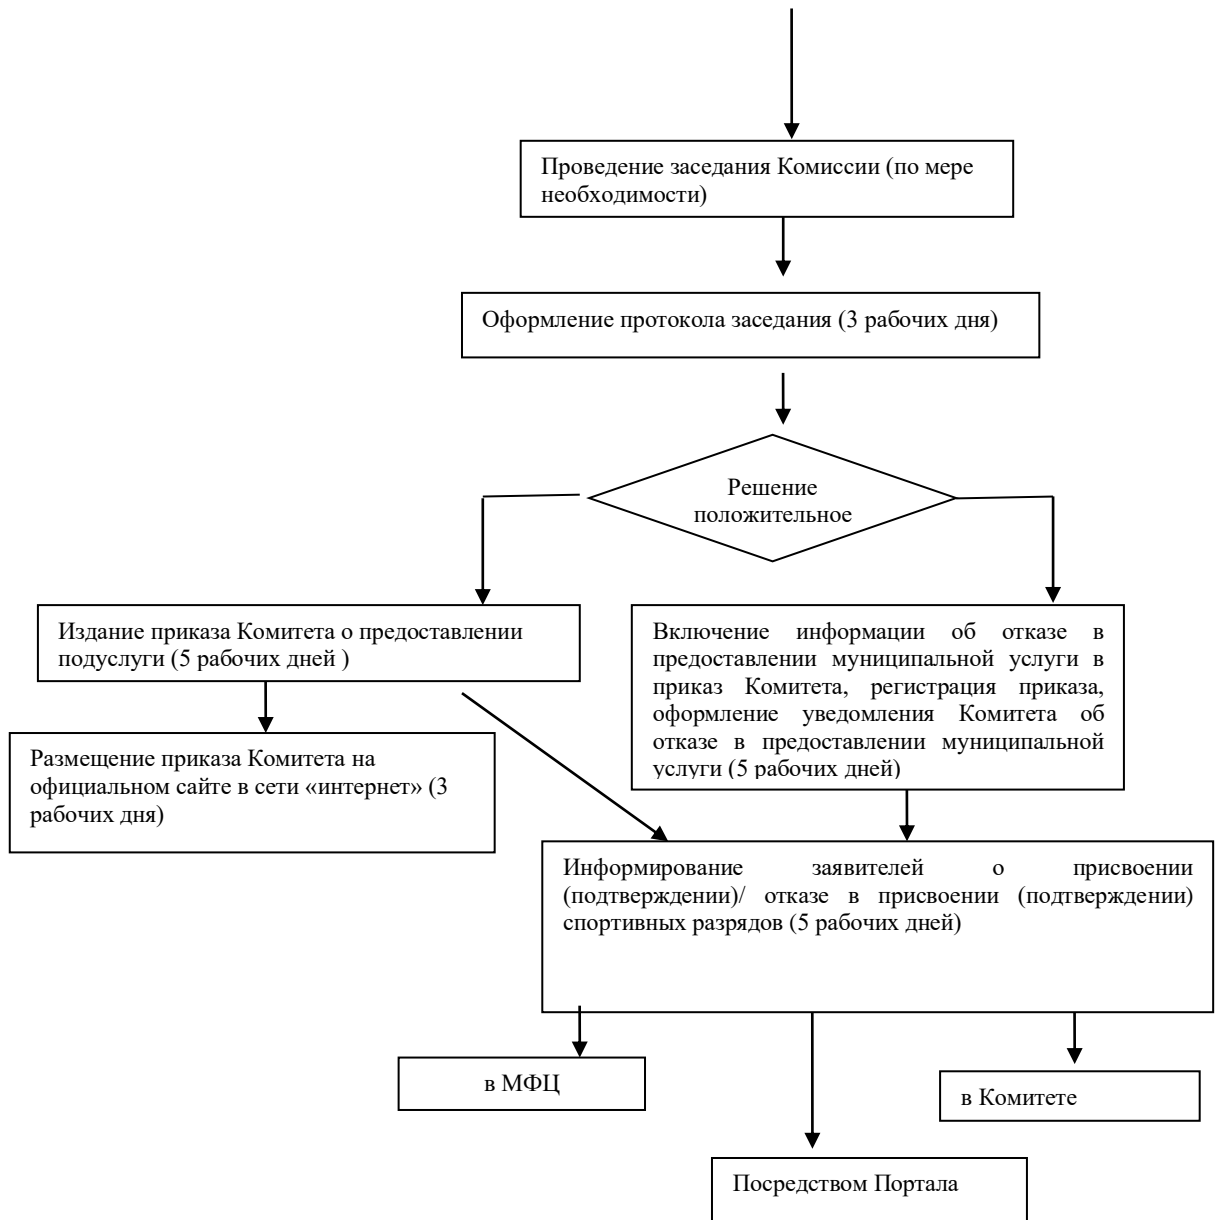 Проведение заседания Комиссии (по мере
необходимости)
Оформление протокола заседания (3 рабочих дня)
Решение
положительное
Издание приказа Комитета о предоставлении
подуслуги (5 рабочих дней )
Включение информации об отказе в
предоставлении муниципальной услуги в
приказ Комитета, регистрация приказа,
оформление уведомления Комитета об
отказе в предоставлении муниципальной
услуги (5 рабочих дней)
Размещение приказа Комитета на
официальном сайте в сети «интернет» (3
рабочих дня)
Информирование заявителей о присвоении
(подтверждении)/ отказе в присвоении (подтверждении)
спортивных разрядов (5 рабочих дней)
в МФЦ
в Комитете
Посредством Портала